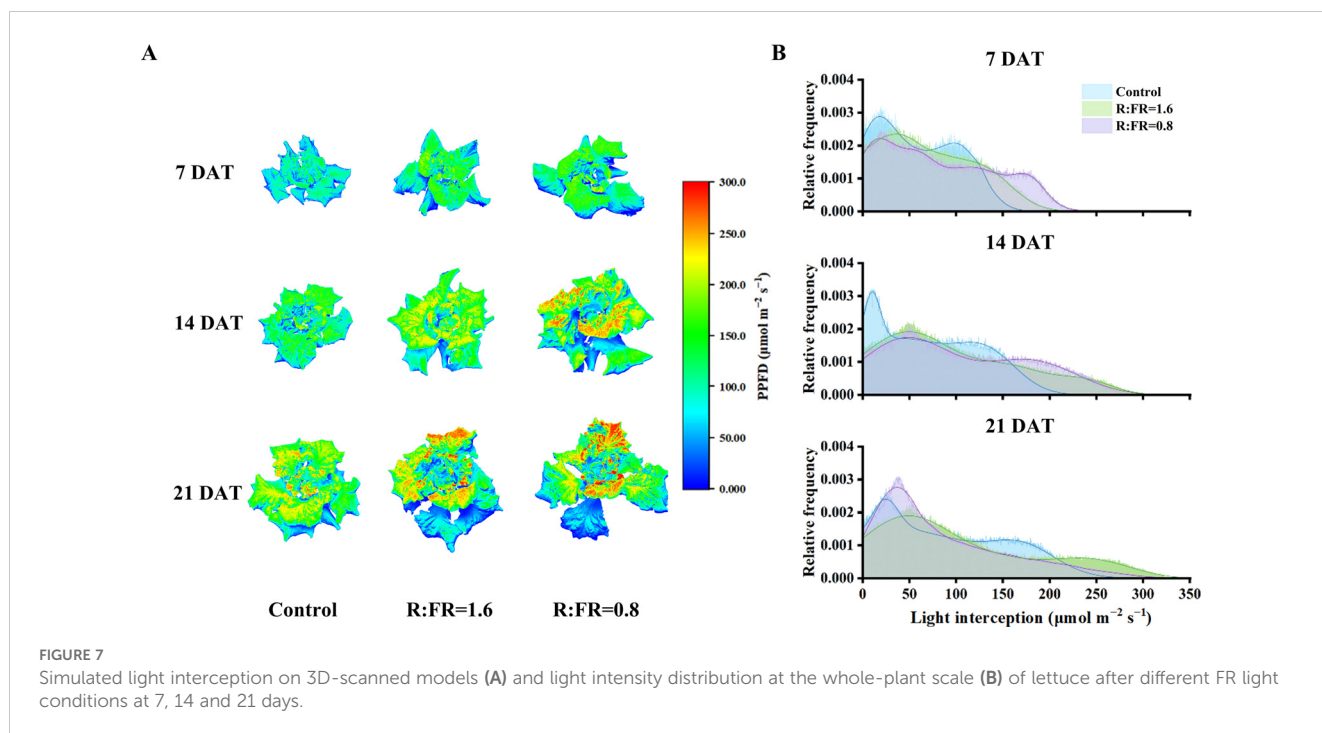 A
B
7 DAT
14 DAT
21 DAT
Control
R:FR=1.6
R:FR=0.8
300.0
250.0
200.0
150.0
100.0
50.00
0.000
PPFD (μmol m⁻² s⁻¹)
7 DAT
Control
R:FR=1.6
R:FR=0.8
Relative frequency
0.004
0.003
0.002
0.001
0.000
14 DAT
Relative frequency
0.004
0.003
0.002
0.001
0.000
21 DAT
Relative frequency
0.004
0.003
0.002
0.001
0.000
0 50 100 150 200 250 300 350
Light interception (μmol m⁻² s⁻¹)
FIGURE 7
Simulated light interception on 3D-scanned models (A) and light intensity distribution at the whole-plant scale (B) of lettuce after different FR light
conditions at 7, 14 and 21 days.